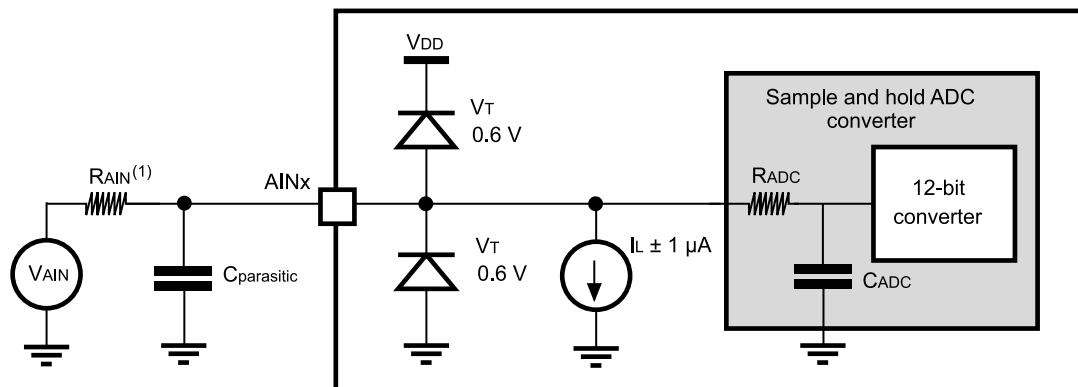 VDD
VT
0.6 V
Sample and hold ADC
converter
RAIN(1)
AINx
RADC
12-bit
converter
VAIN
Cparasitic
VT
0.6 V
IL ± 1 µA
CADC